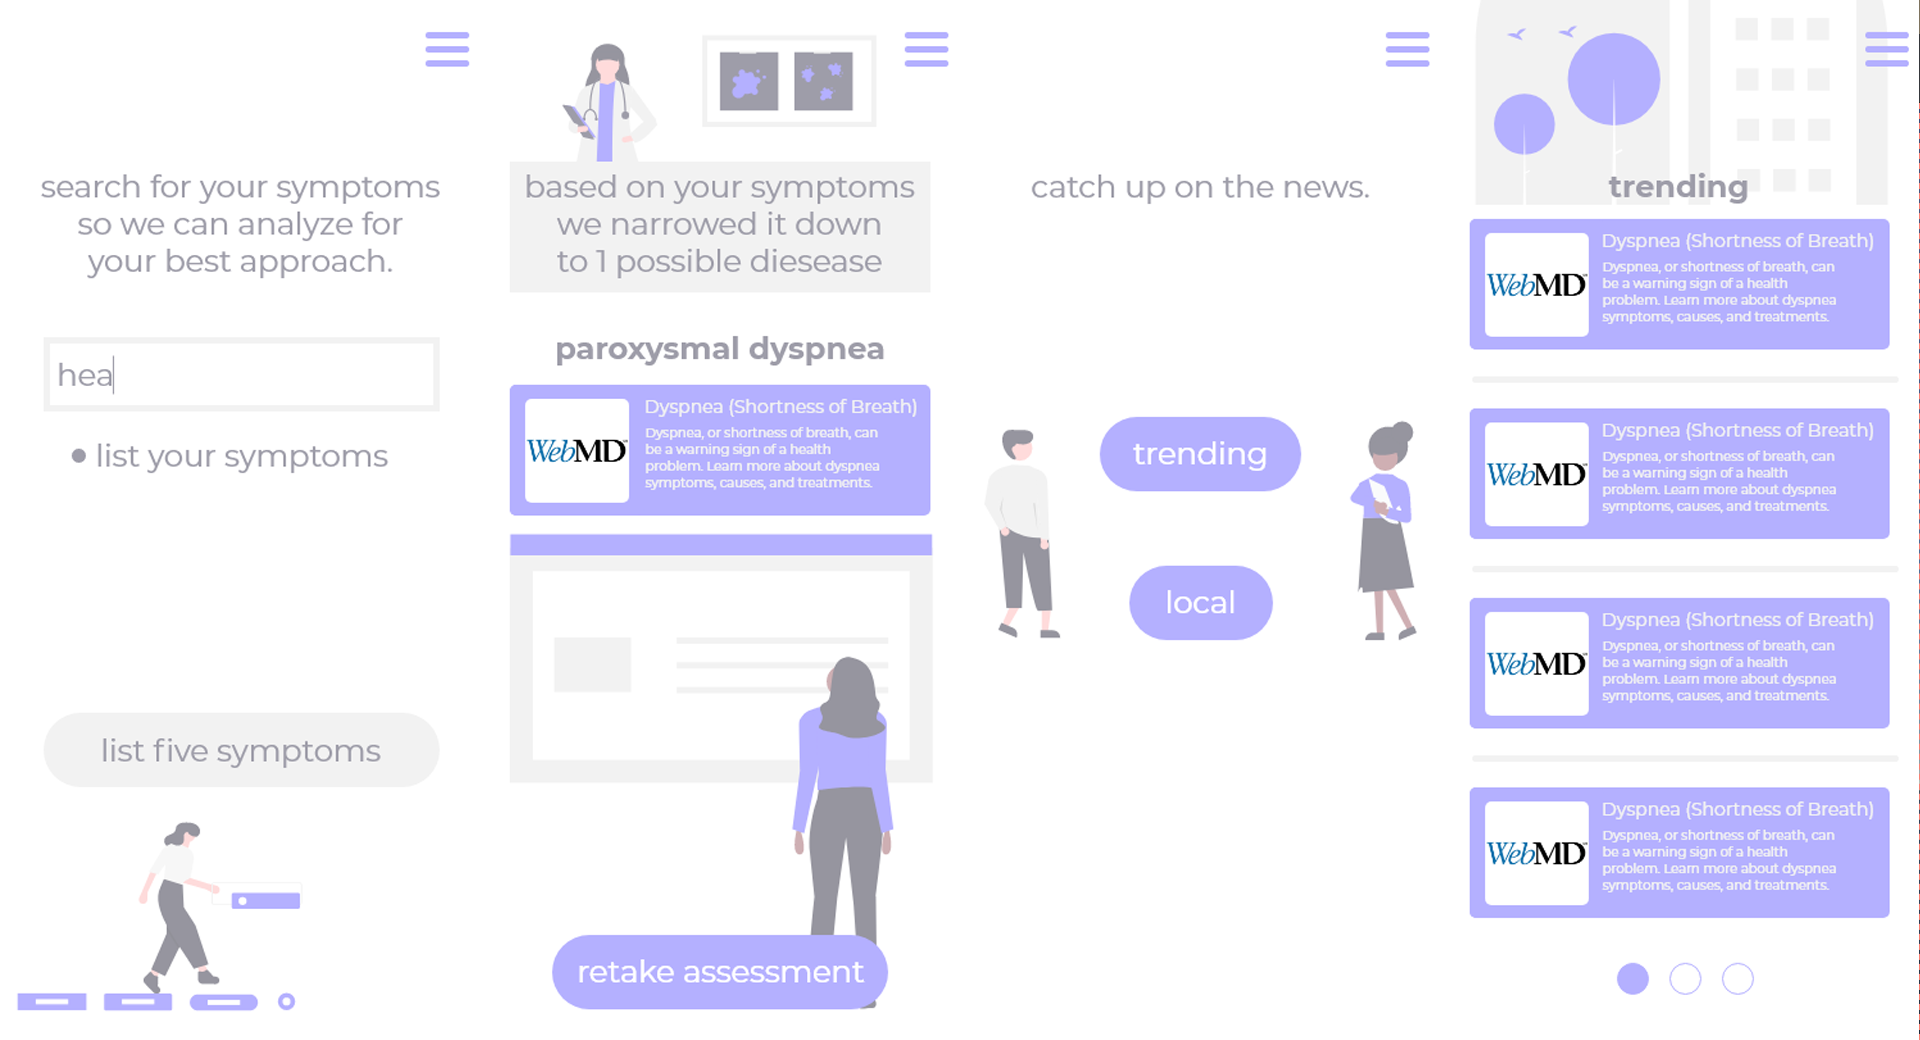 search for your symptoms
so we can analyze for
your best approach.
hea
• list your symptoms
list five symptoms
based on your symptoms
we narrowed it down
to 1 possible diesease
paroxysmal dyspnea
WebMD
Dyspnea (Shortness of Breath)
Dyspnea, or shortness of breath, can
be a warning sign of a health
problem. Learn more about dyspnea
symptoms, causes, and treatments.
retake assessment
catch up on the news.
trending
local
trending
WebMD
Dyspnea (Shortness of Breath)
Dyspnea, or shortness of breath, can
be a warning sign of a health
problem. Learn more about dyspnea
symptoms, causes, and treatments.
WebMD
Dyspnea (Shortness of Breath)
Dyspnea, or shortness of breath, can
be a warning sign of a health
problem. Learn more about dyspnea
symptoms, causes, and treatments.
WebMD
Dyspnea (Shortness of Breath)
Dyspnea, or shortness of breath, can
be a warning sign of a health
problem. Learn more about dyspnea
symptoms, causes, and treatments.
WebMD
Dyspnea (Shortness of Breath)
Dyspnea, or shortness of breath, can
be a warning sign of a health
problem. Learn more about dyspnea
symptoms, causes, and treatments.